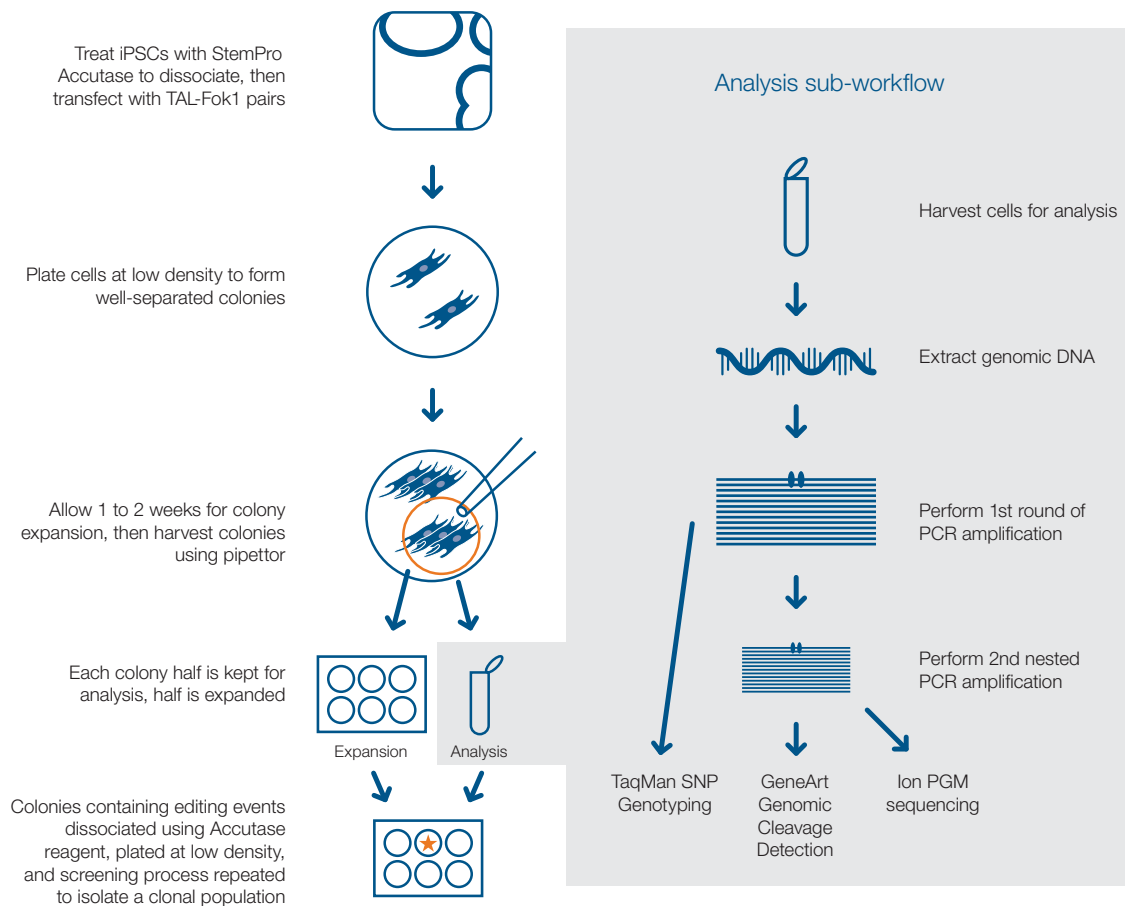 Treat iPSCs with StemPro
Accutase to dissociate, then
transfect with TAL-Fok1 pairs
Plate cells at low density to form
well-separated colonies
Allow 1 to 2 weeks for colony
expansion, then harvest colonies
using pipettor
Each colony half is kept for
analysis, half is expanded
Expansion
Analysis
Colonies containing editing events
dissociated using Accutase
reagent, plated at low density,
and screening process repeated
to isolate a clonal population
Analysis sub-workflow
Harvest cells for analysis
Extract genomic DNA
Perform 1st round of
PCR amplification
Perform 2nd nested
PCR amplification
TaqMan SNP
Genotyping
GeneArt
Genomic
Cleavage
Detection
Ion PGM
sequencing